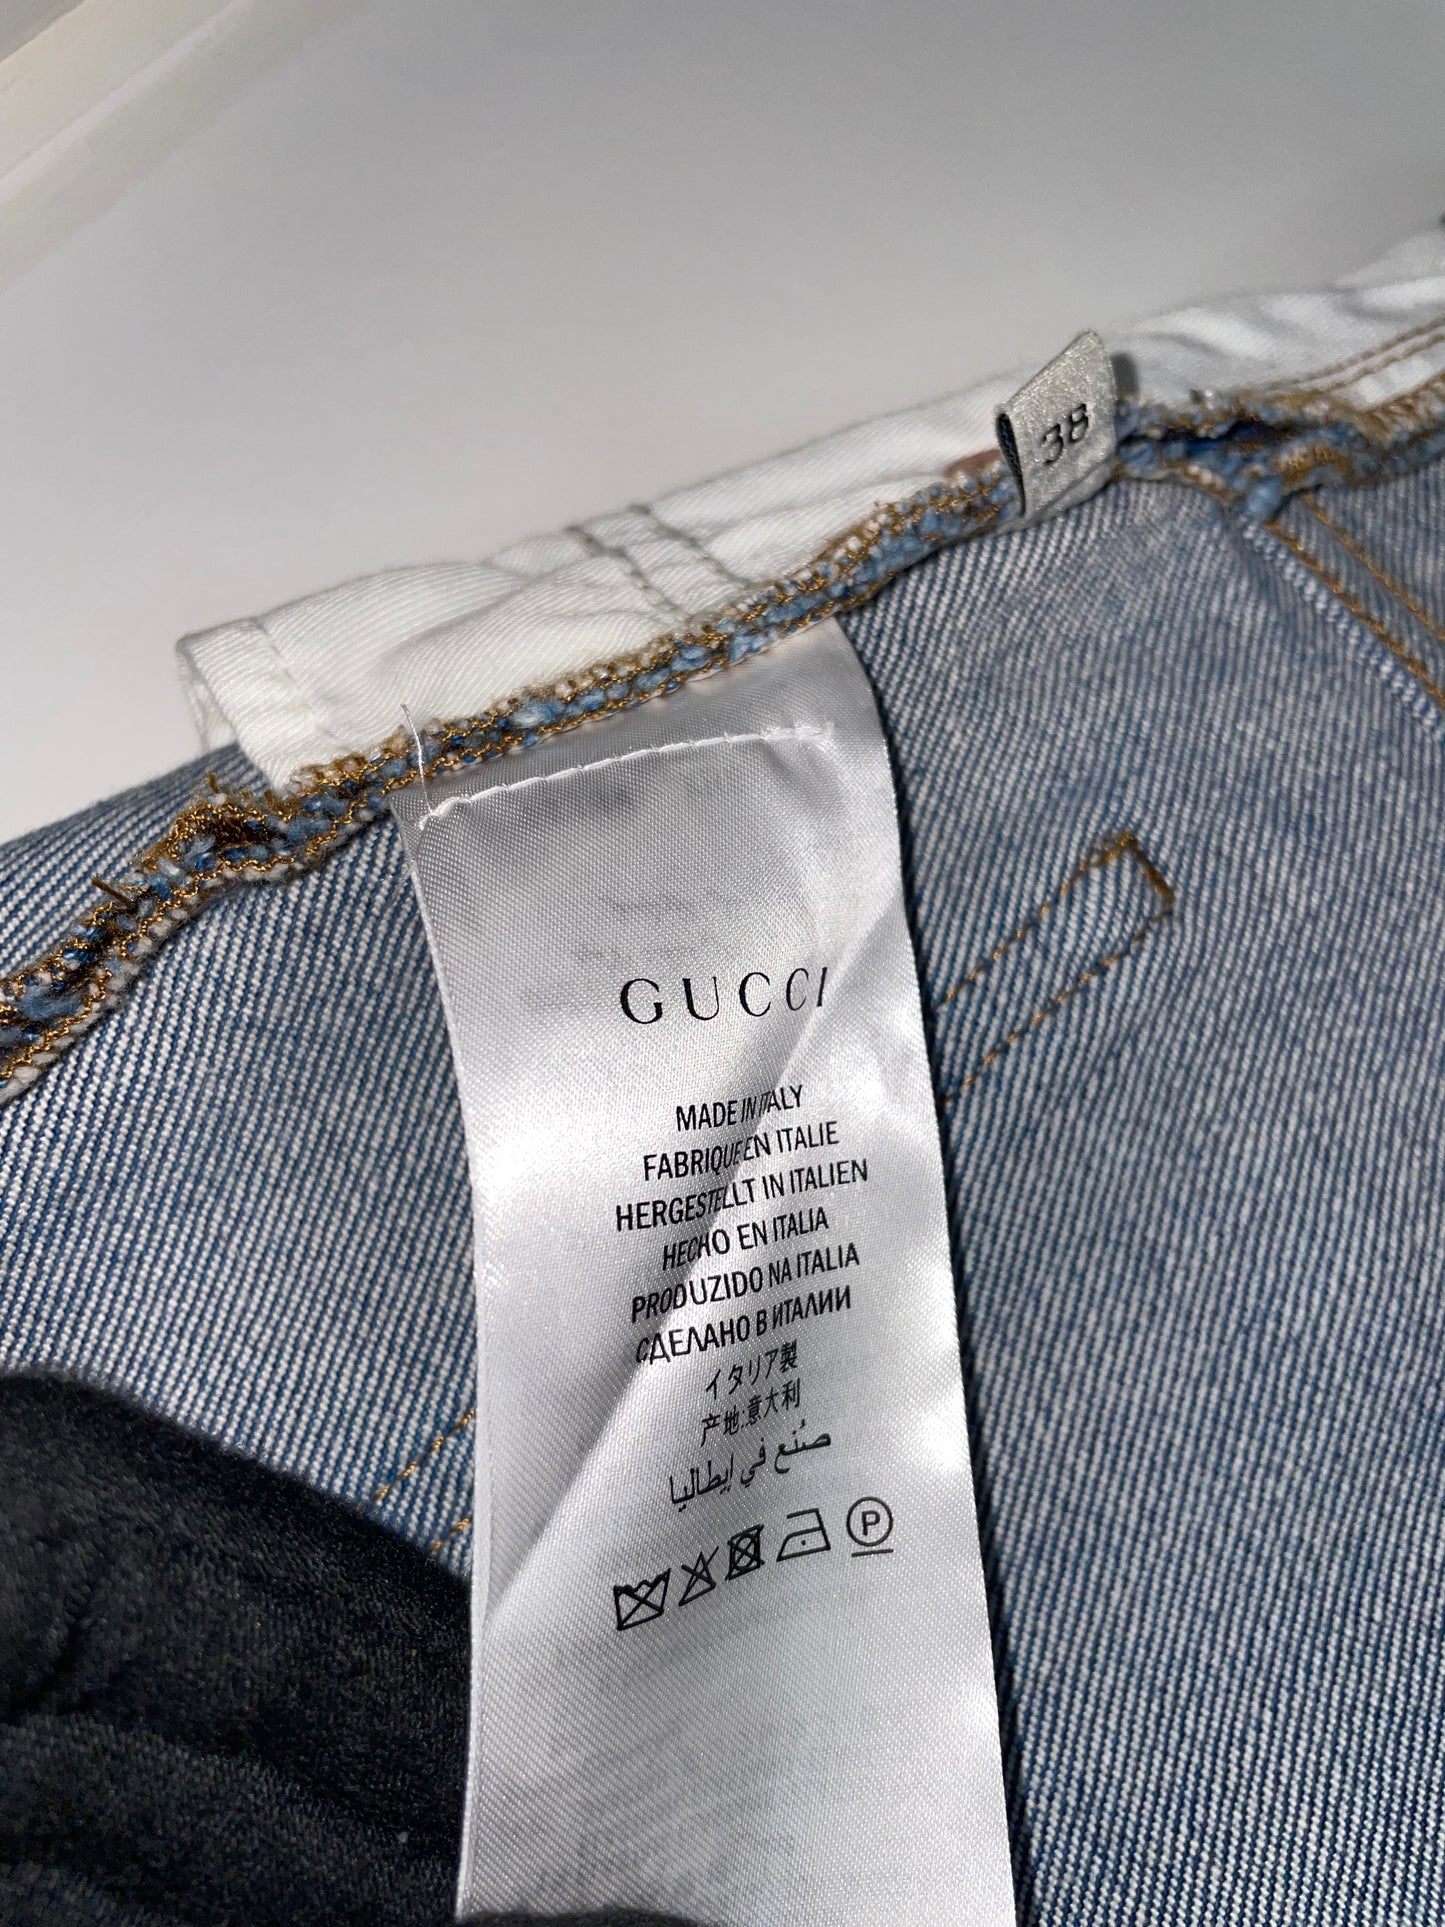 38
GUCCI
MADE IN ITALY
FABRIQUE EN ITALIE
HERGESTELLT IN ITALIEN
HECHO EN ITALIA
PRODUZIDO NA ITALIA
СДЕЛАНО В ИТАЛИИ
イタリア製
产地:意大利
صُنع في إيطاليا
P